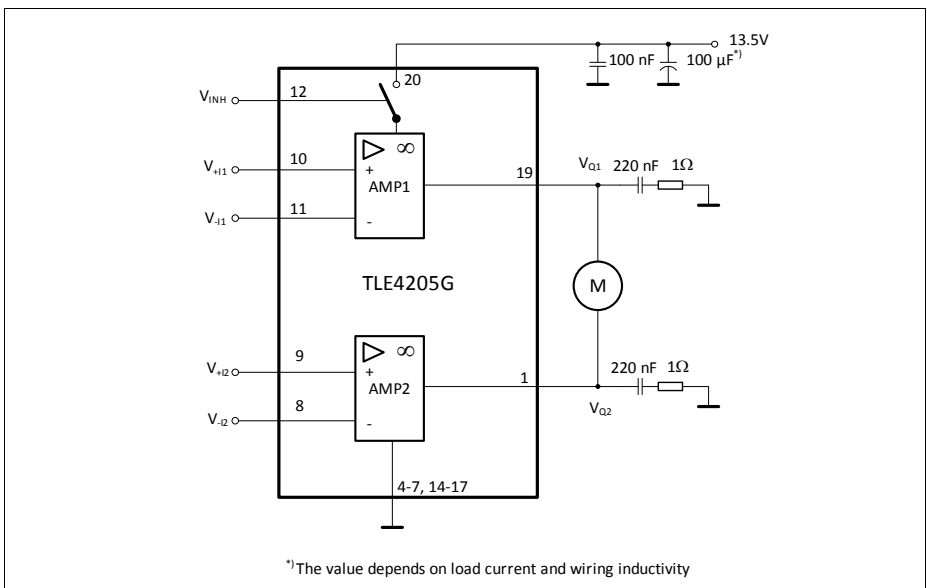 13.5V
100 nF
100 µF*)
20
VINH
12
V+I1
10
+
∞
AMP1
V-I1
11
-
19
VQ1
220 nF
1Ω
TLE4205G
M
V+I2
9
+
∞
AMP2
V-I2
8
-
1
VQ2
220 nF
1Ω
4-7, 14-17
*)The value depends on load current and wiring inductivity